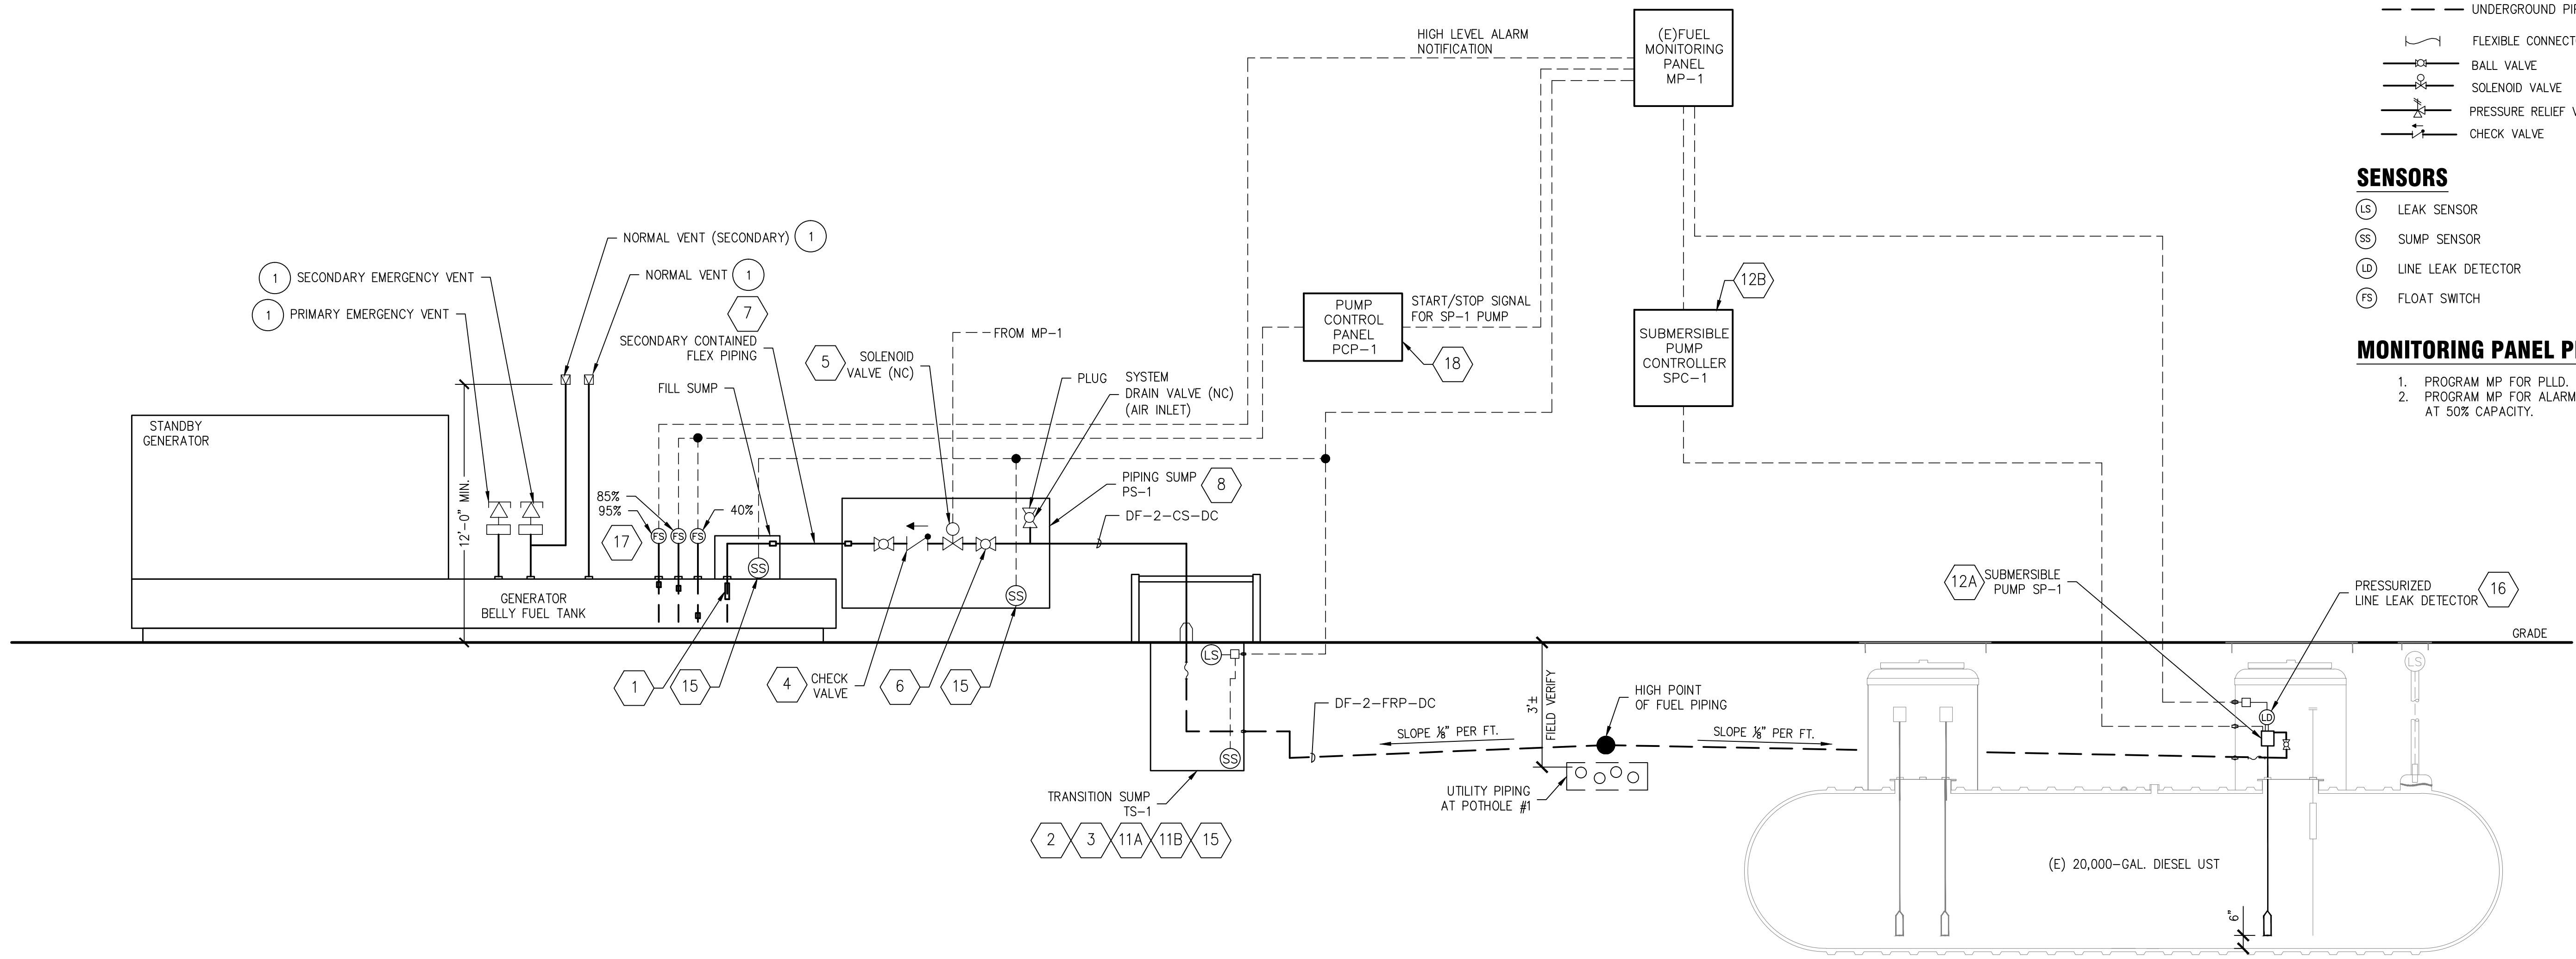 UNDERGROUND PI
FLEXIBLE CONNECT
BALL VALVE
SOLENOID VALVE
PRESSURE RELIEF V
CHECK VALVE
SENSORS
LS LEAK SENSOR
SS SUMP SENSOR
LD LINE LEAK DETECTOR
FS FLOAT SWITCH
MONITORING PANEL P
1. PROGRAM MP FOR PLLD.
2. PROGRAM MP FOR ALARM
AT 50% CAPACITY.
HIGH LEVEL ALARM
NOTIFICATION
(E)FUEL
MONITORING
PANEL
MP-1
12B
START/STOP SIGNAL
FOR SP-1 PUMP
PUMP
CONTROL
PANEL
PCP-1
18
SUBMERSIBLE
PUMP
CONTROLLER
SPC-1
NORMAL VENT (SECONDARY) 1
1 SECONDARY EMERGENCY VENT
NORMAL VENT 1
1 PRIMARY EMERGENCY VENT
7
SECONDARY CONTAINED
FLEX PIPING
FROM MP-1
5
SOLENOID
VALVE (NC)
FILL SUMP
PLUG
SYSTEM
DRAIN VALVE (NC)
(AIR INLET)
STANDBY
GENERATOR
12'-0" MIN.
PIPING SUMP
PS-1
8
85%
95%
40%
17
FS
FS
FS
DF-2-CS-DC
SS
SS
GENERATOR
BELLY FUEL TANK
1
15
4
CHECK
VALVE
6
15
LS
SS
12A
SUBMERSIBLE
PUMP SP-1
PRESSURIZED
LINE LEAK DETECTOR
16
GRADE
3'±
FIELD VERIFY
HIGH POINT
OF FUEL PIPING
DF-2-FRP-DC
SLOPE ⅛" PER FT.
SLOPE ⅛" PER FT.
LS
LD
TRANSITION SUMP
TS-1
2
3
11A
11B
15
UTILITY PIPING
AT POTHOLE #1
(E) 20,000-GAL. DIESEL UST
6"